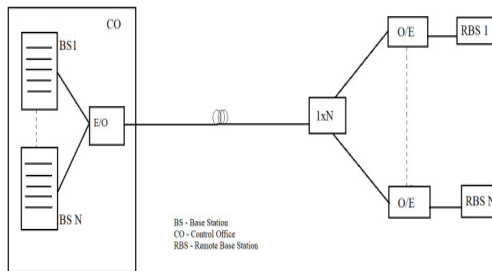 CO
BS1
E/O
BS N
1xN
O/E
RBS 1
O/E
RBS N
BS - Base Station
CO - Control Office
RBS - Remote Base Station